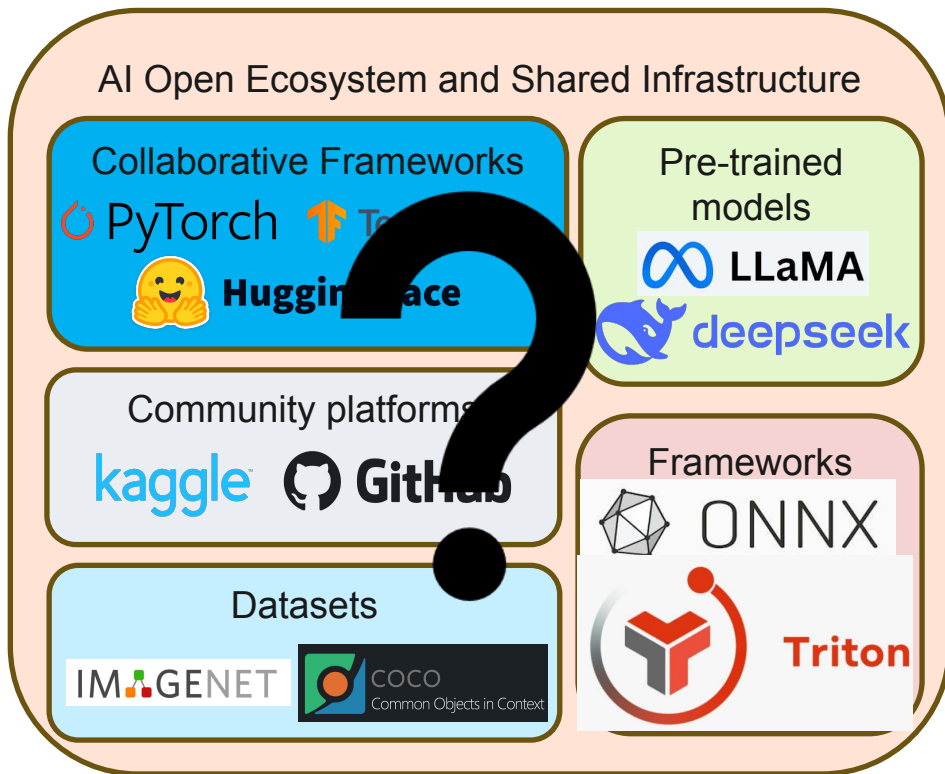 AI Open Ecosystem and Shared Infrastructure
Collaborative Frameworks
PyTorch
Pre-trained
models
LLaMA
deepseek
Community platforms
kaggle GitHub
Frameworks
ONNX
Triton
Datasets
IMAGENET
COCO
Common Objects in Context